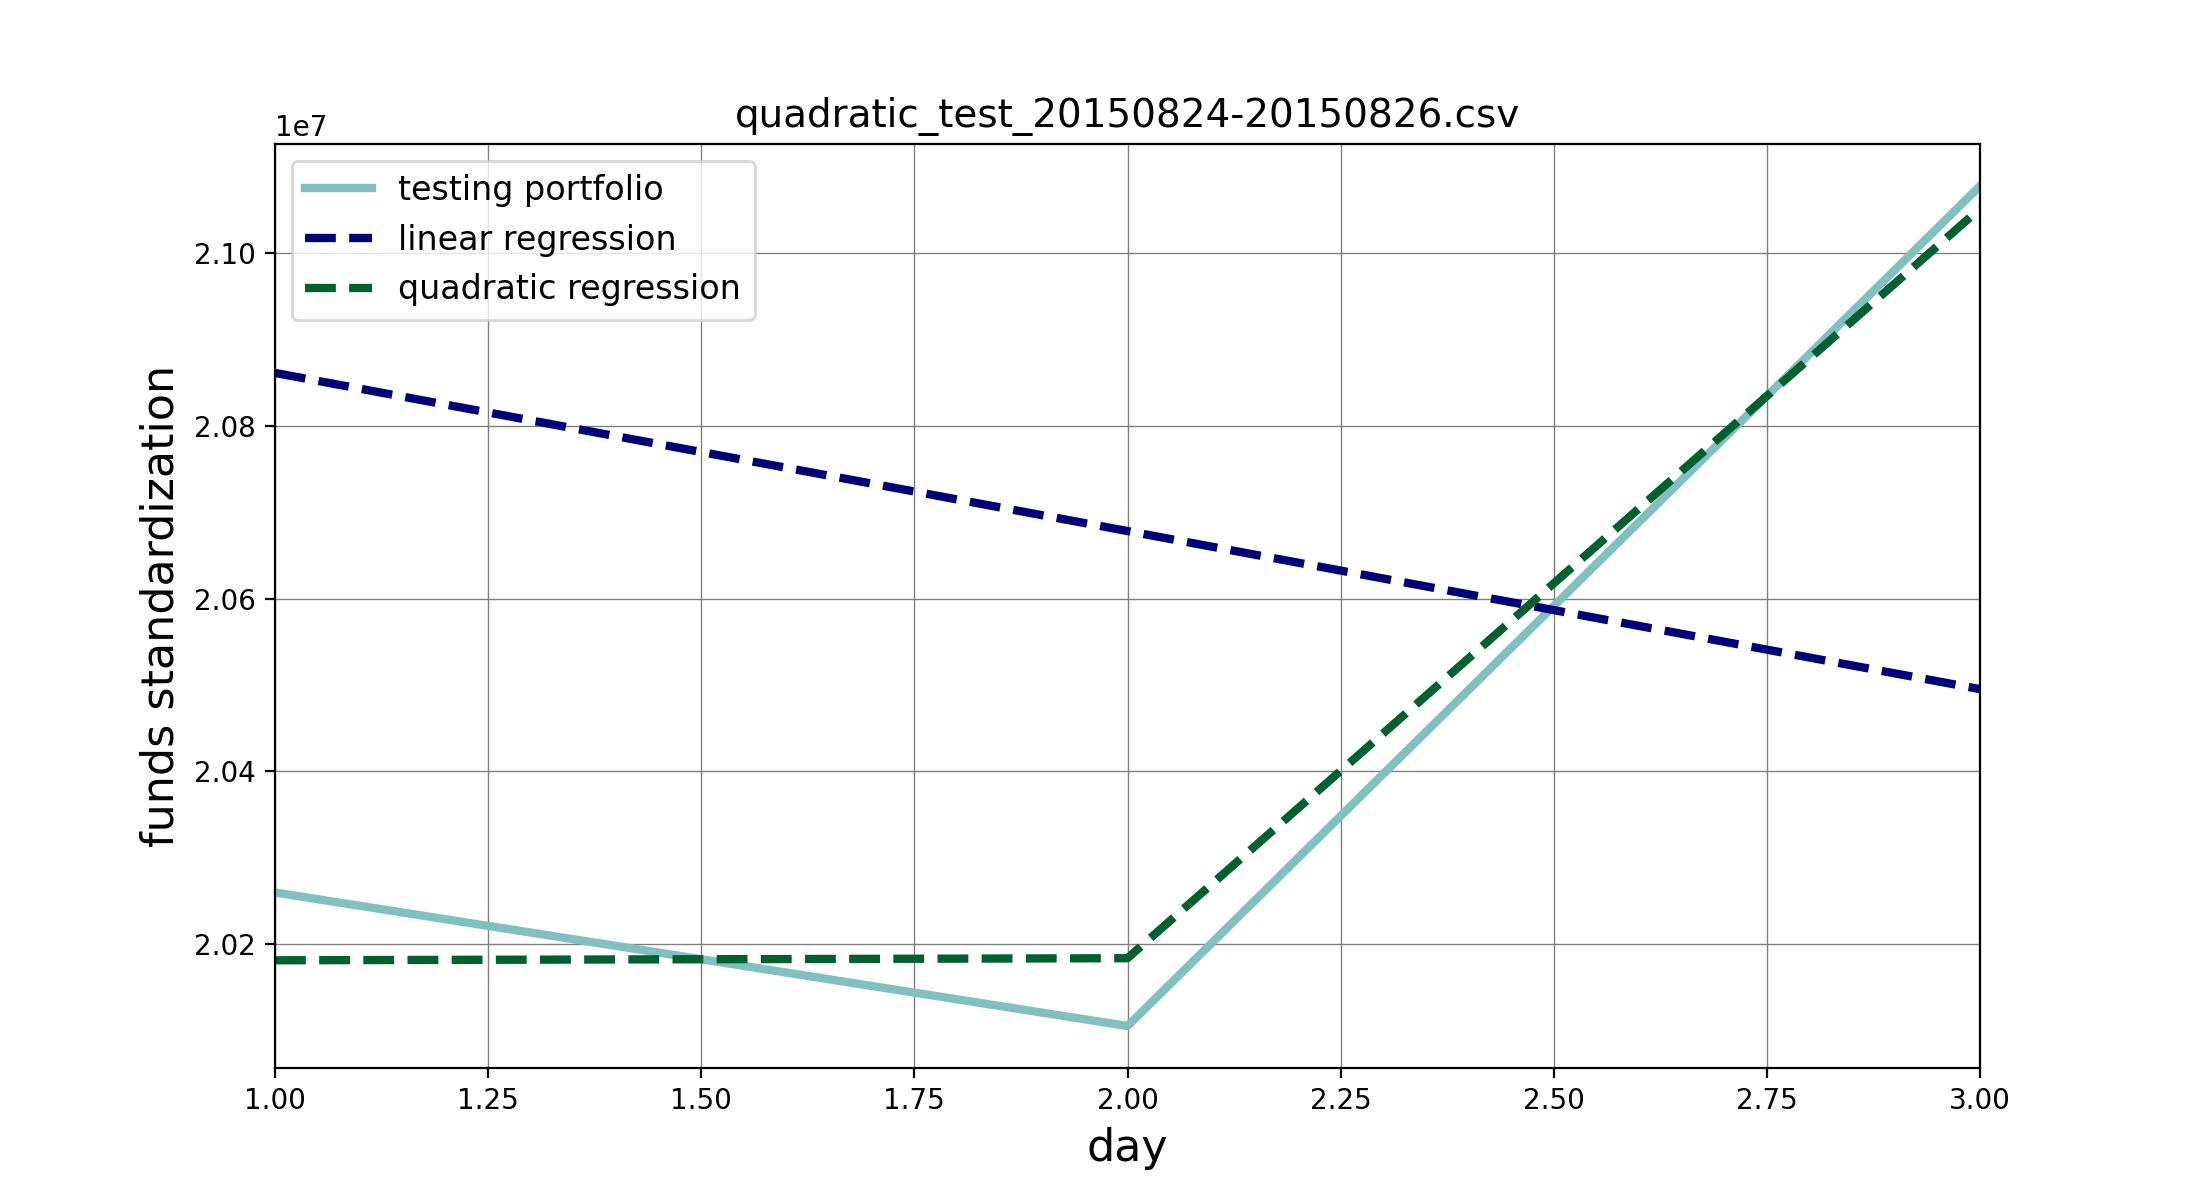 quadratic_test_20150824-20150826.csv
1e7
testing portfolio
linear regression
quadratic regression
funds standardization
2.10
2.08
2.06
2.04
2.02
1.00 1.25 1.50 1.75 2.00 2.25 2.50 2.75 3.00
day